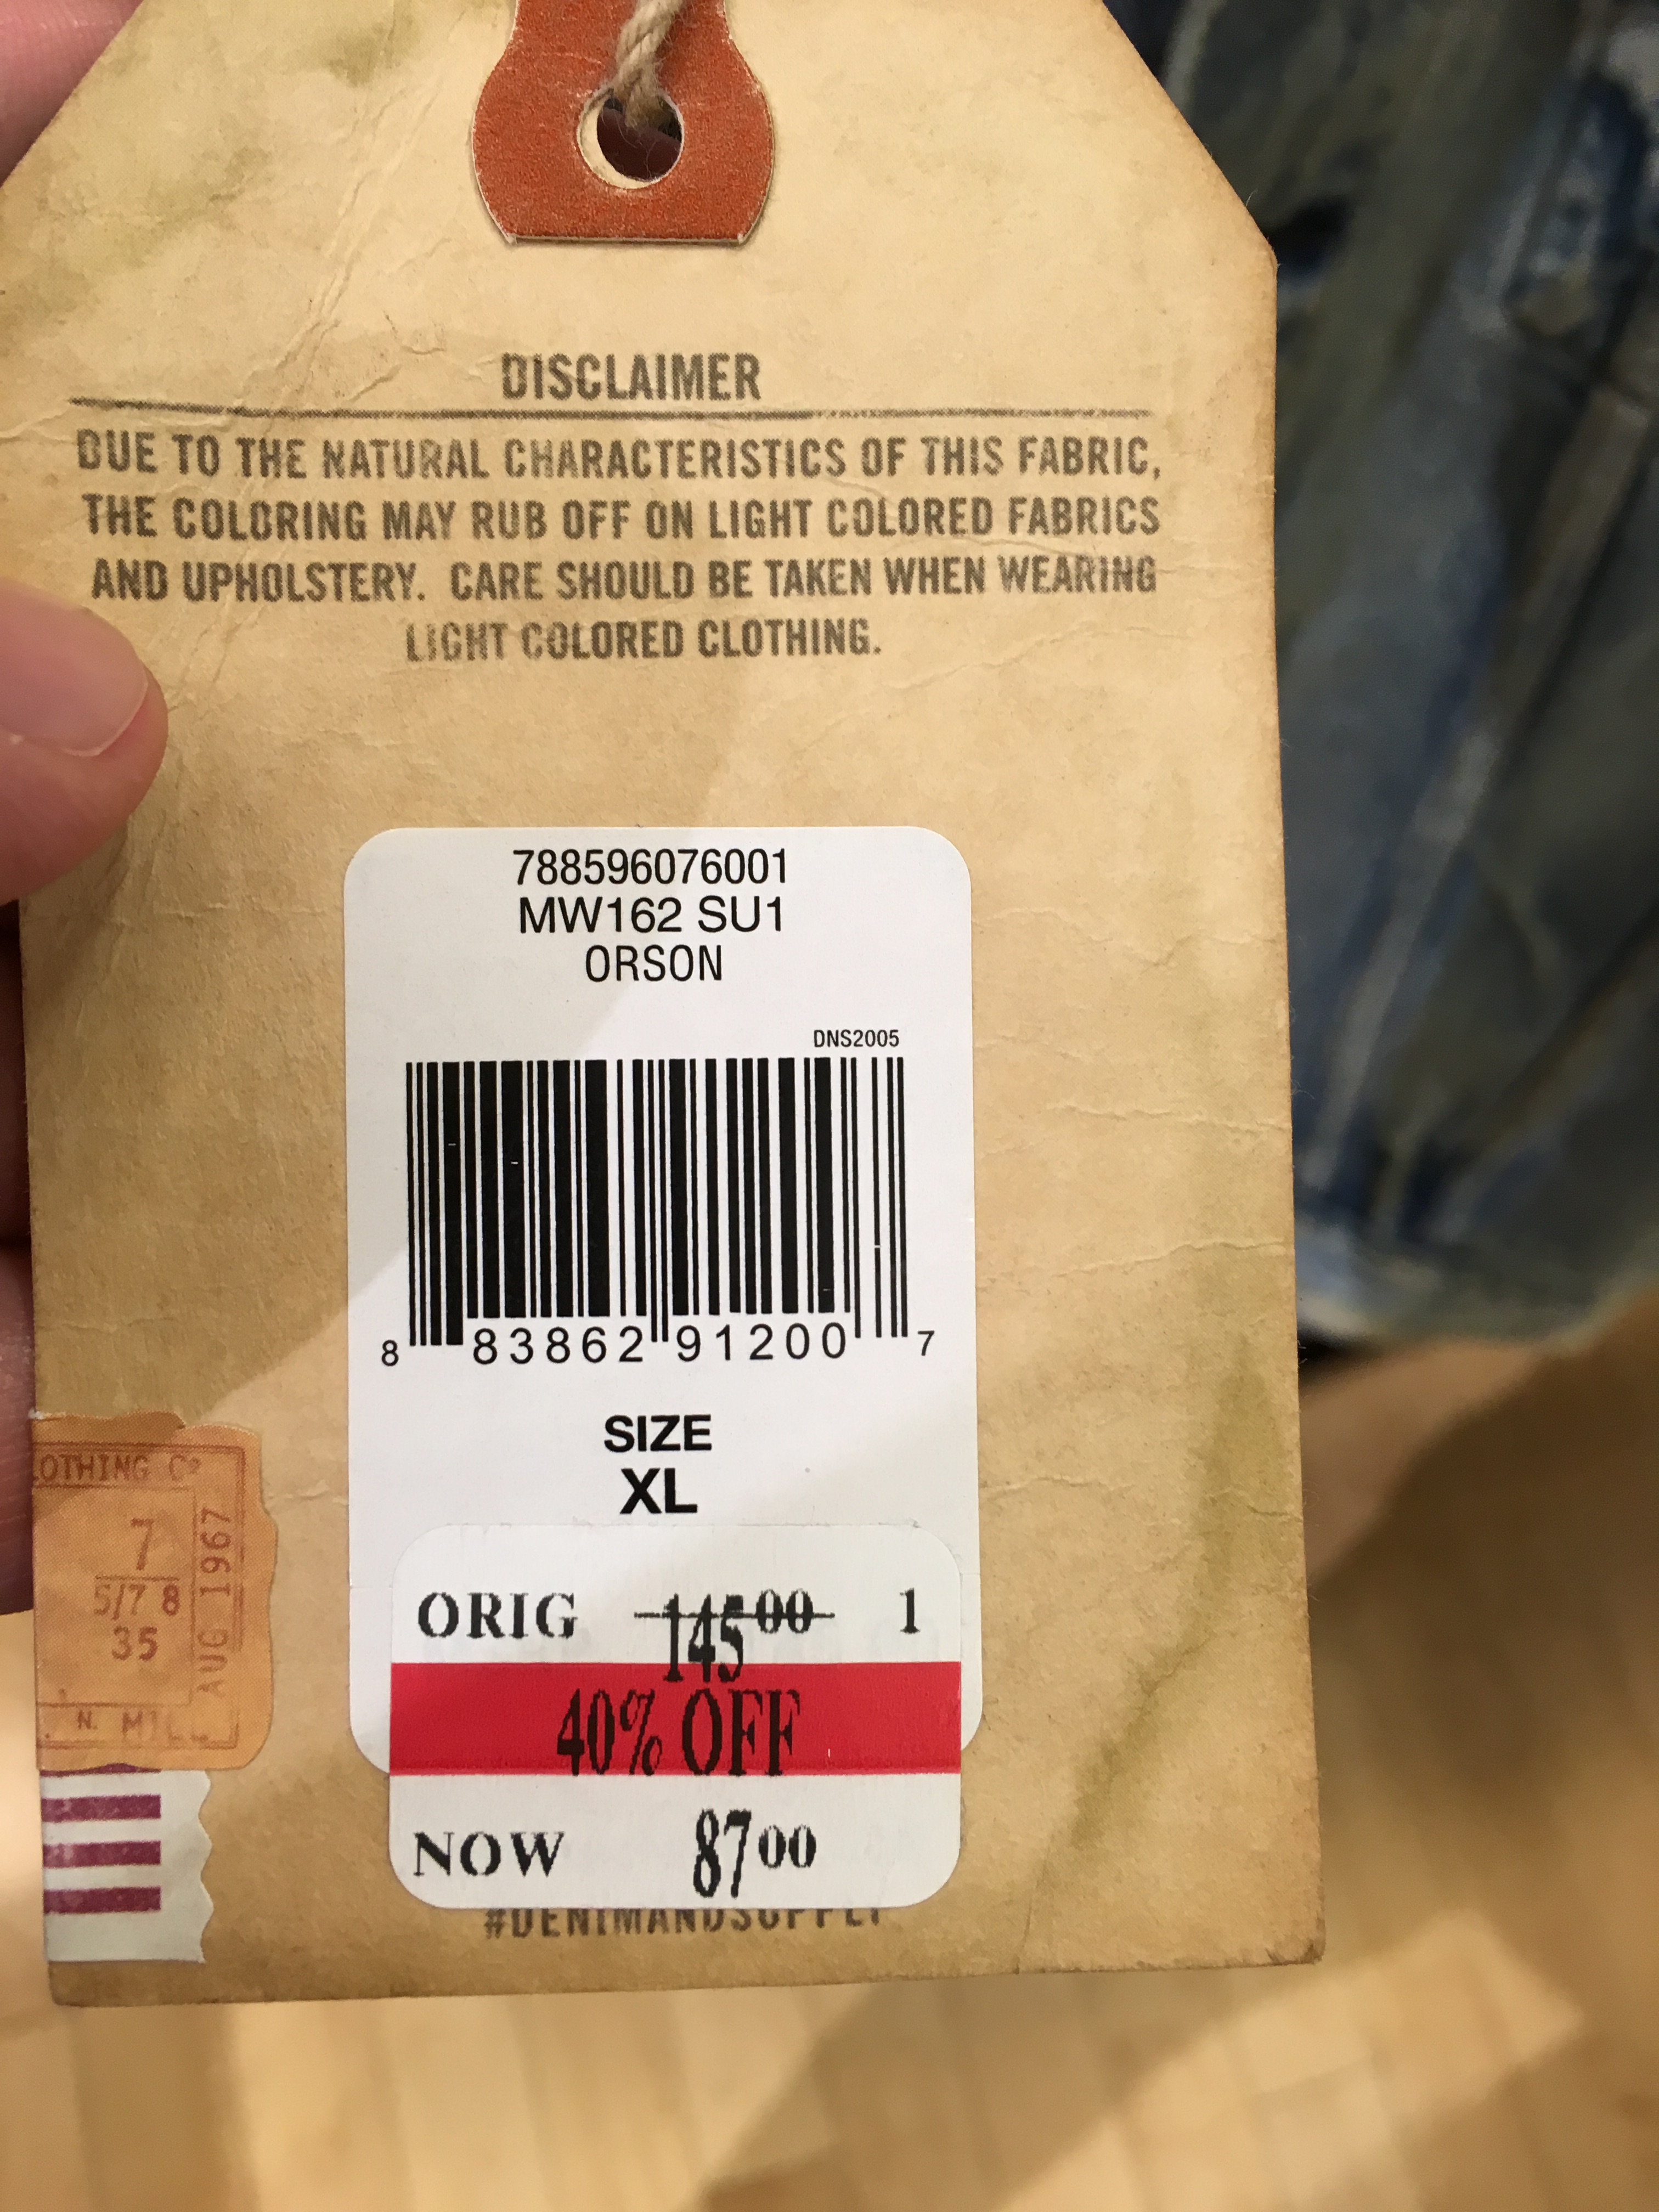 DISCLAIMER
DUE TO THE NATURAL CHARACTERISTICS OF THIS FABRIC,
THE COLORING MAY RUB OFF ON LIGHT COLORED FABRICS
AND UPHOLSTERY. CARE SHOULD BE TAKEN WHEN WEARING
LIGHT COLORED CLOTHING.
788596076001
MW162 SU1
ORSON
DNS2005
8 83862 91200 7
SIZE
XL
OTHING Co
7
5/7 8
35
AUG 1967
N.
ORIG 145 00 1
40% OFF
NOW 87 00
#DENIMANDSUPPLY